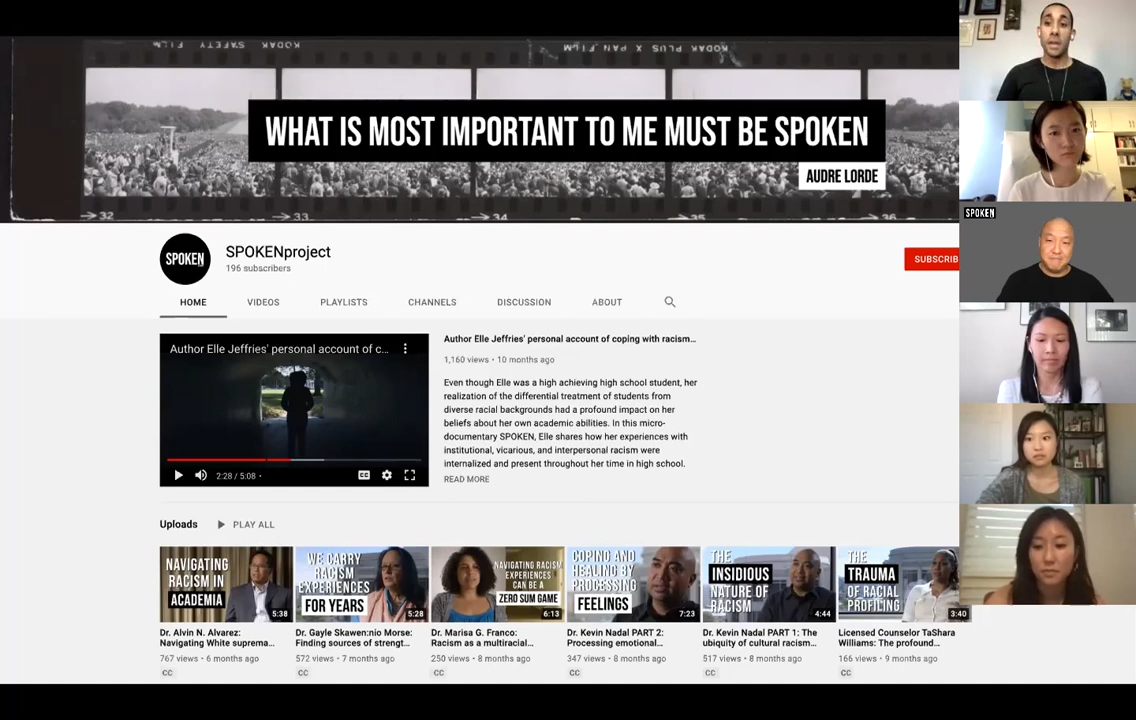 KODAK SAFETY FILM
KODAK PLUS X PAN FILM
WHAT IS MOST IMPORTANT TO ME MUST BE SPOKEN
AUDRE LORDE
32
33
34
35
36
SPOKEN
SPOKEN
SPOKENproject
196 subscribers
SUBSCRIB
HOME
VIDEOS
PLAYLISTS
CHANNELS
DISCUSSION
ABOUT
Author Elle Jeffries' personal account of c...
2:28 / 5:08
CC
Author Elle Jeffries' personal account of coping with racism...
1,160 views • 10 months ago
Even though Elle was a high achieving high school student, her
realization of the differential treatment of students from
diverse racial backgrounds had a profound impact on her
beliefs about her own academic abilities. In this micro-
documentary SPOKEN, Elle shares how her experiences with
institutional, vicarious, and interpersonal racism were
internalized and present throughout her time in high school.
READ MORE
Uploads
PLAY ALL
NAVIGATING
RACISM IN
ACADEMIA
5:38
WE CARRY
RACISM
EXPERIENCES
FOR YEARS
5:28
NAVIGATING RACISM
EXPERIENCES
CAN BE A
ZERO SUM GAME
6:13
COPING AND
HEALING BY
PROCESSING
FEELINGS
7:23
THE
INSIDIOUS
NATURE OF
RACISM
4:44
THE
TRAUMA
OF RACIAL
PROFILING
3:40
Dr. Alvin N. Alvarez:
Navigating White suprema...
767 views • 6 months ago
CC
Dr. Gayle Skawen:nio Morse:
Finding sources of strengt...
572 views • 7 months ago
CC
Dr. Marisa G. Franco:
Racism as a multiracial...
250 views • 8 months ago
CC
Dr. Kevin Nadal PART 2:
Processing emotional...
347 views • 8 months ago
CC
Dr. Kevin Nadal PART 1: The
ubiquity of cultural racism...
517 views • 8 months ago
CC
Licensed Counselor TaShara
Williams: The profound...
166 views • 9 months ago
CC